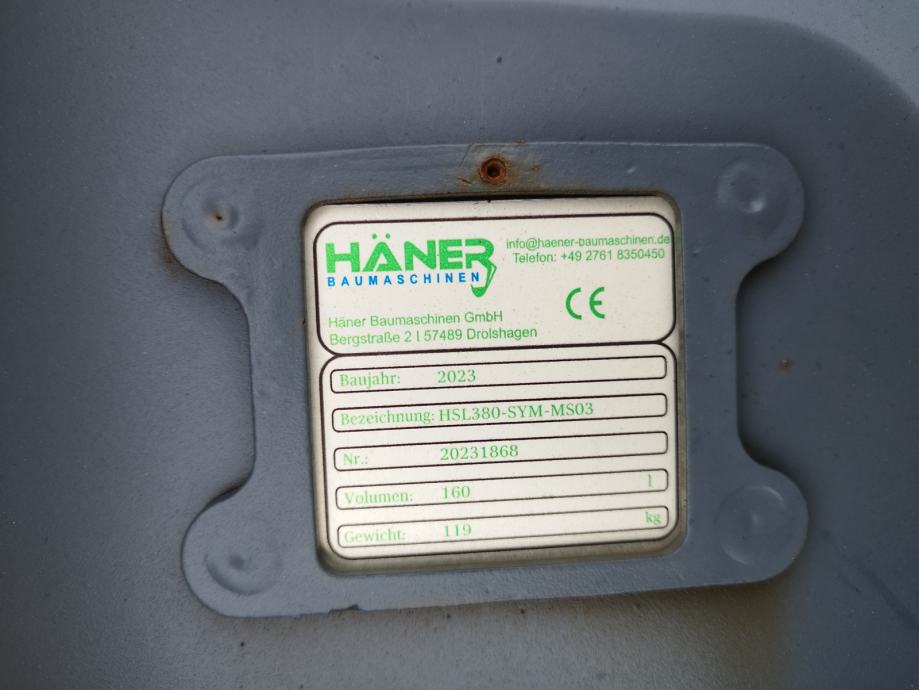 HÄNER
BAUMASCHINEN
info@haener-baumaschinen.de
Telefon: +49 2761 8350450
CE
Häner Baumaschinen GmbH
Bergstraße 2 | 57489 Drolshagen
Baujahr: 2023
Bezeichnung: HSL380-SYM-MS03
Nr.: 20231868
Volumen: 160 l
Gewicht: 119 kg